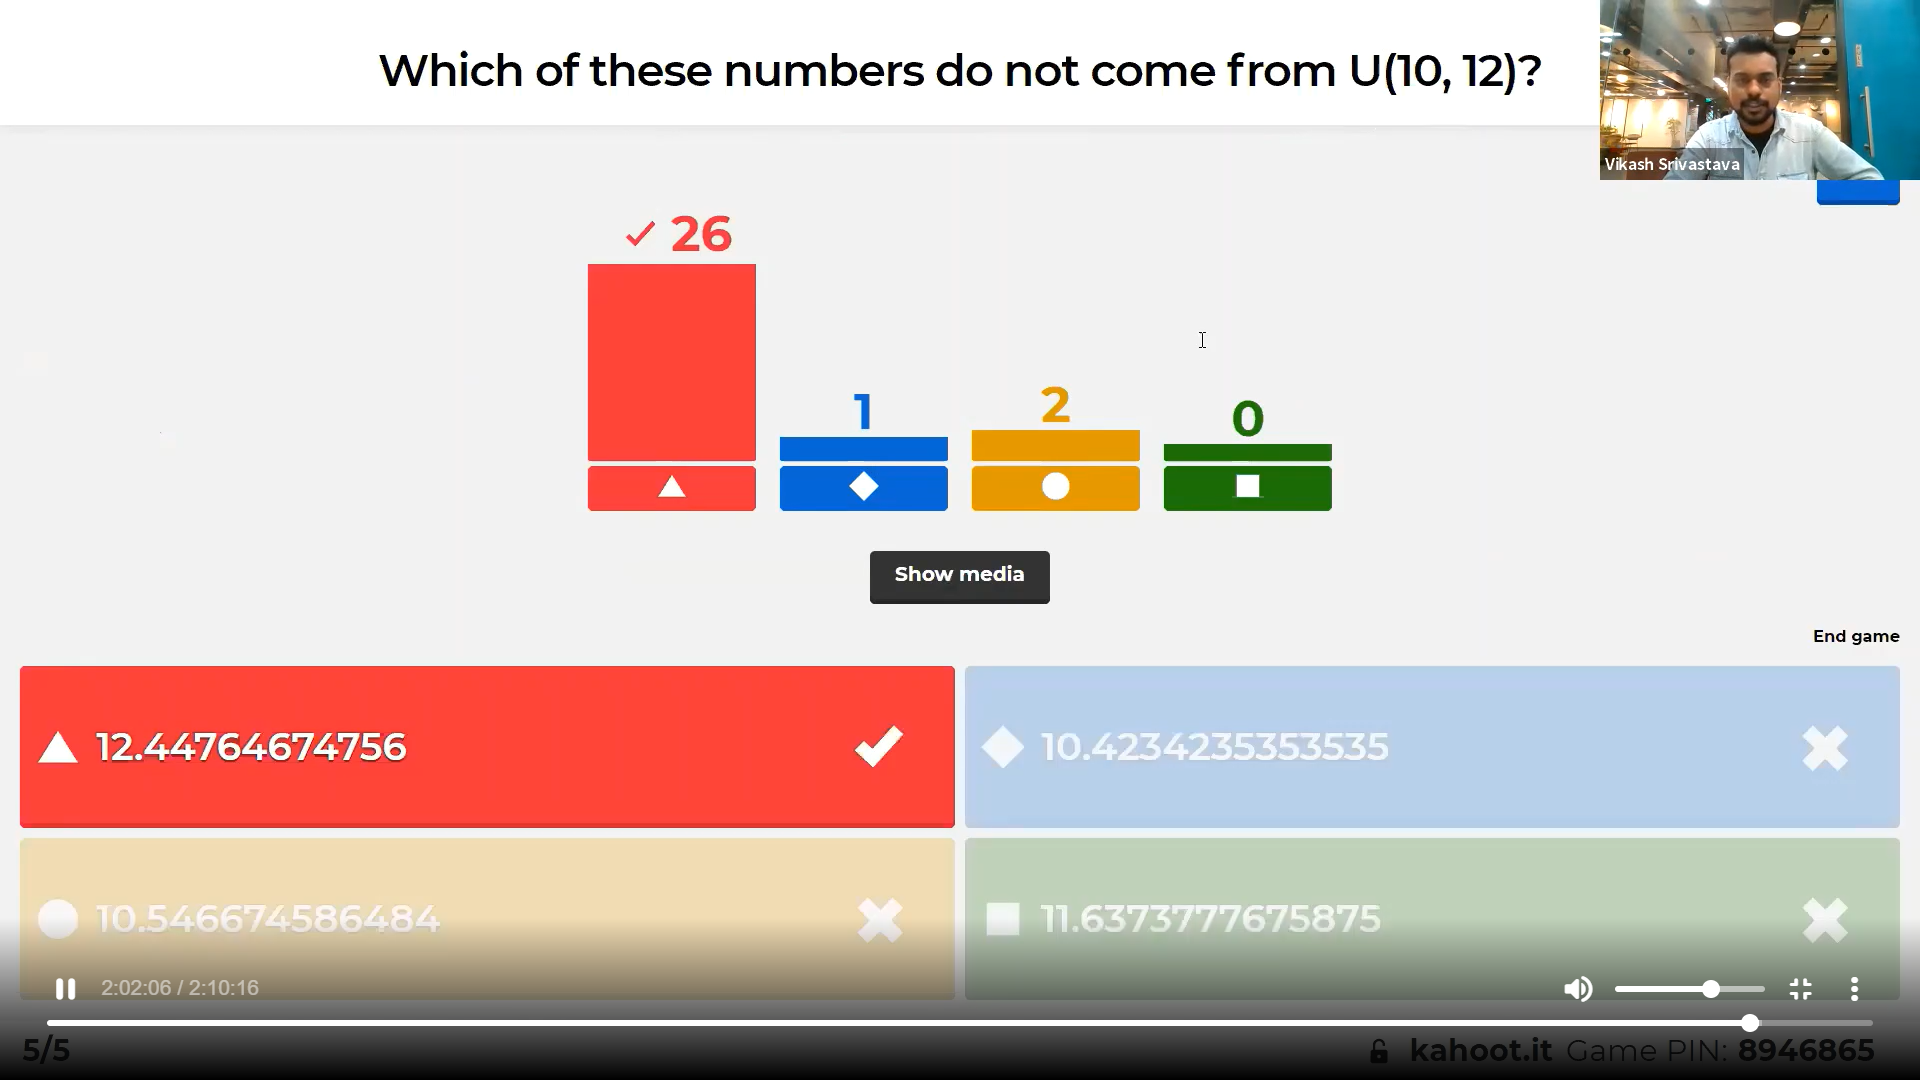 Which of these numbers do not come from U(10, 12)?
Vikash Srivastava
26
1
2
0
Show media
End game
12.44764674756
10.4234235353535
10.546674586484
11.6373777675875
2:02:06 / 2:10:16
5/5
kahoot.it Game PIN: 8946865